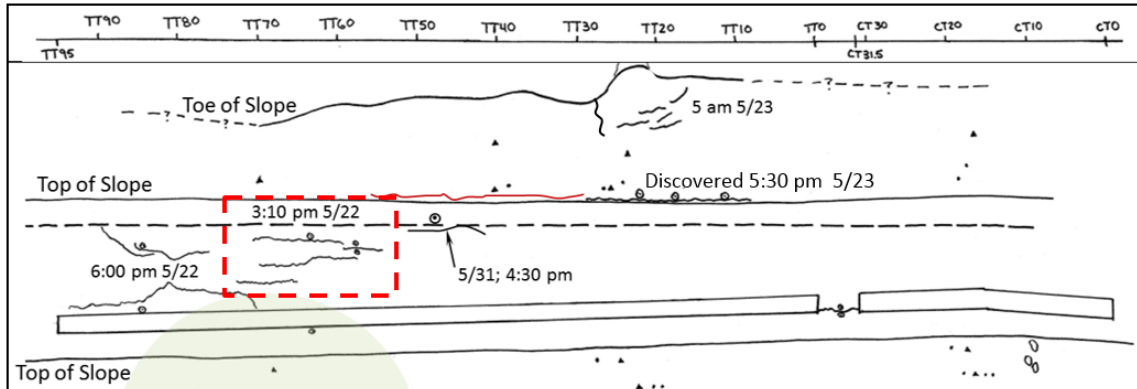 TT90 TT80 TT70 TT60 TT50 TT40 TT30 TT20 TT10 TT0 CT30 CT20 CT10 CT0
TT95 CT31.5
Toe of Slope
? ? ? ?
5 am 5/23
Top of Slope
Discovered 5:30 pm 5/23
3:10 pm 5/22
6:00 pm 5/22
5/31; 4:30 pm
Top of Slope